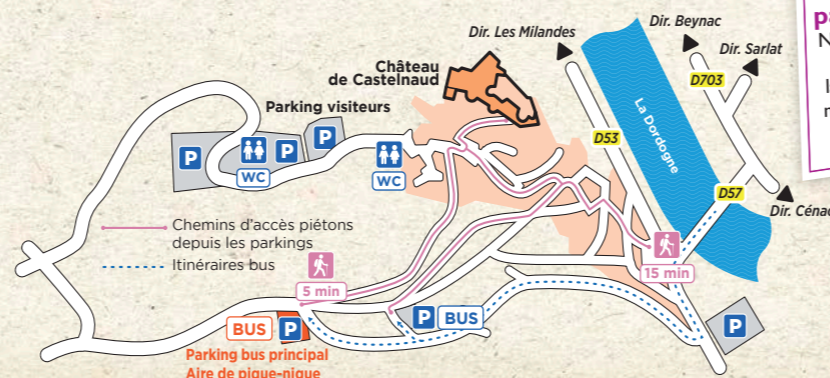 Dir. Les Milandes
Dir. Beynac
Dir. Sarlat
D703
Château
de Castelnaud
Parking visiteurs
P
P
P
WC
WC
D53
La Dordogne
D57
Dir. Cénac
Chemins d'accès piétons
depuis les parkings
Itinéraires bus
5 min
15 min
BUS
P
P
BUS
P
Parking bus principal
Aire de pique-nique